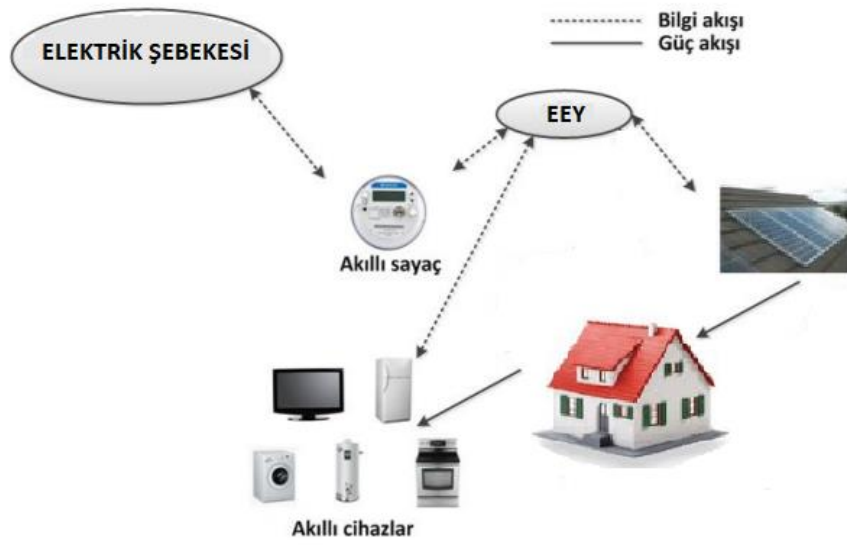 Bilgi akışı
Güç akışı
ELEKTRİK ŞEBEKESİ
EEY
Akıllı sayaç
Akıllı cihazlar